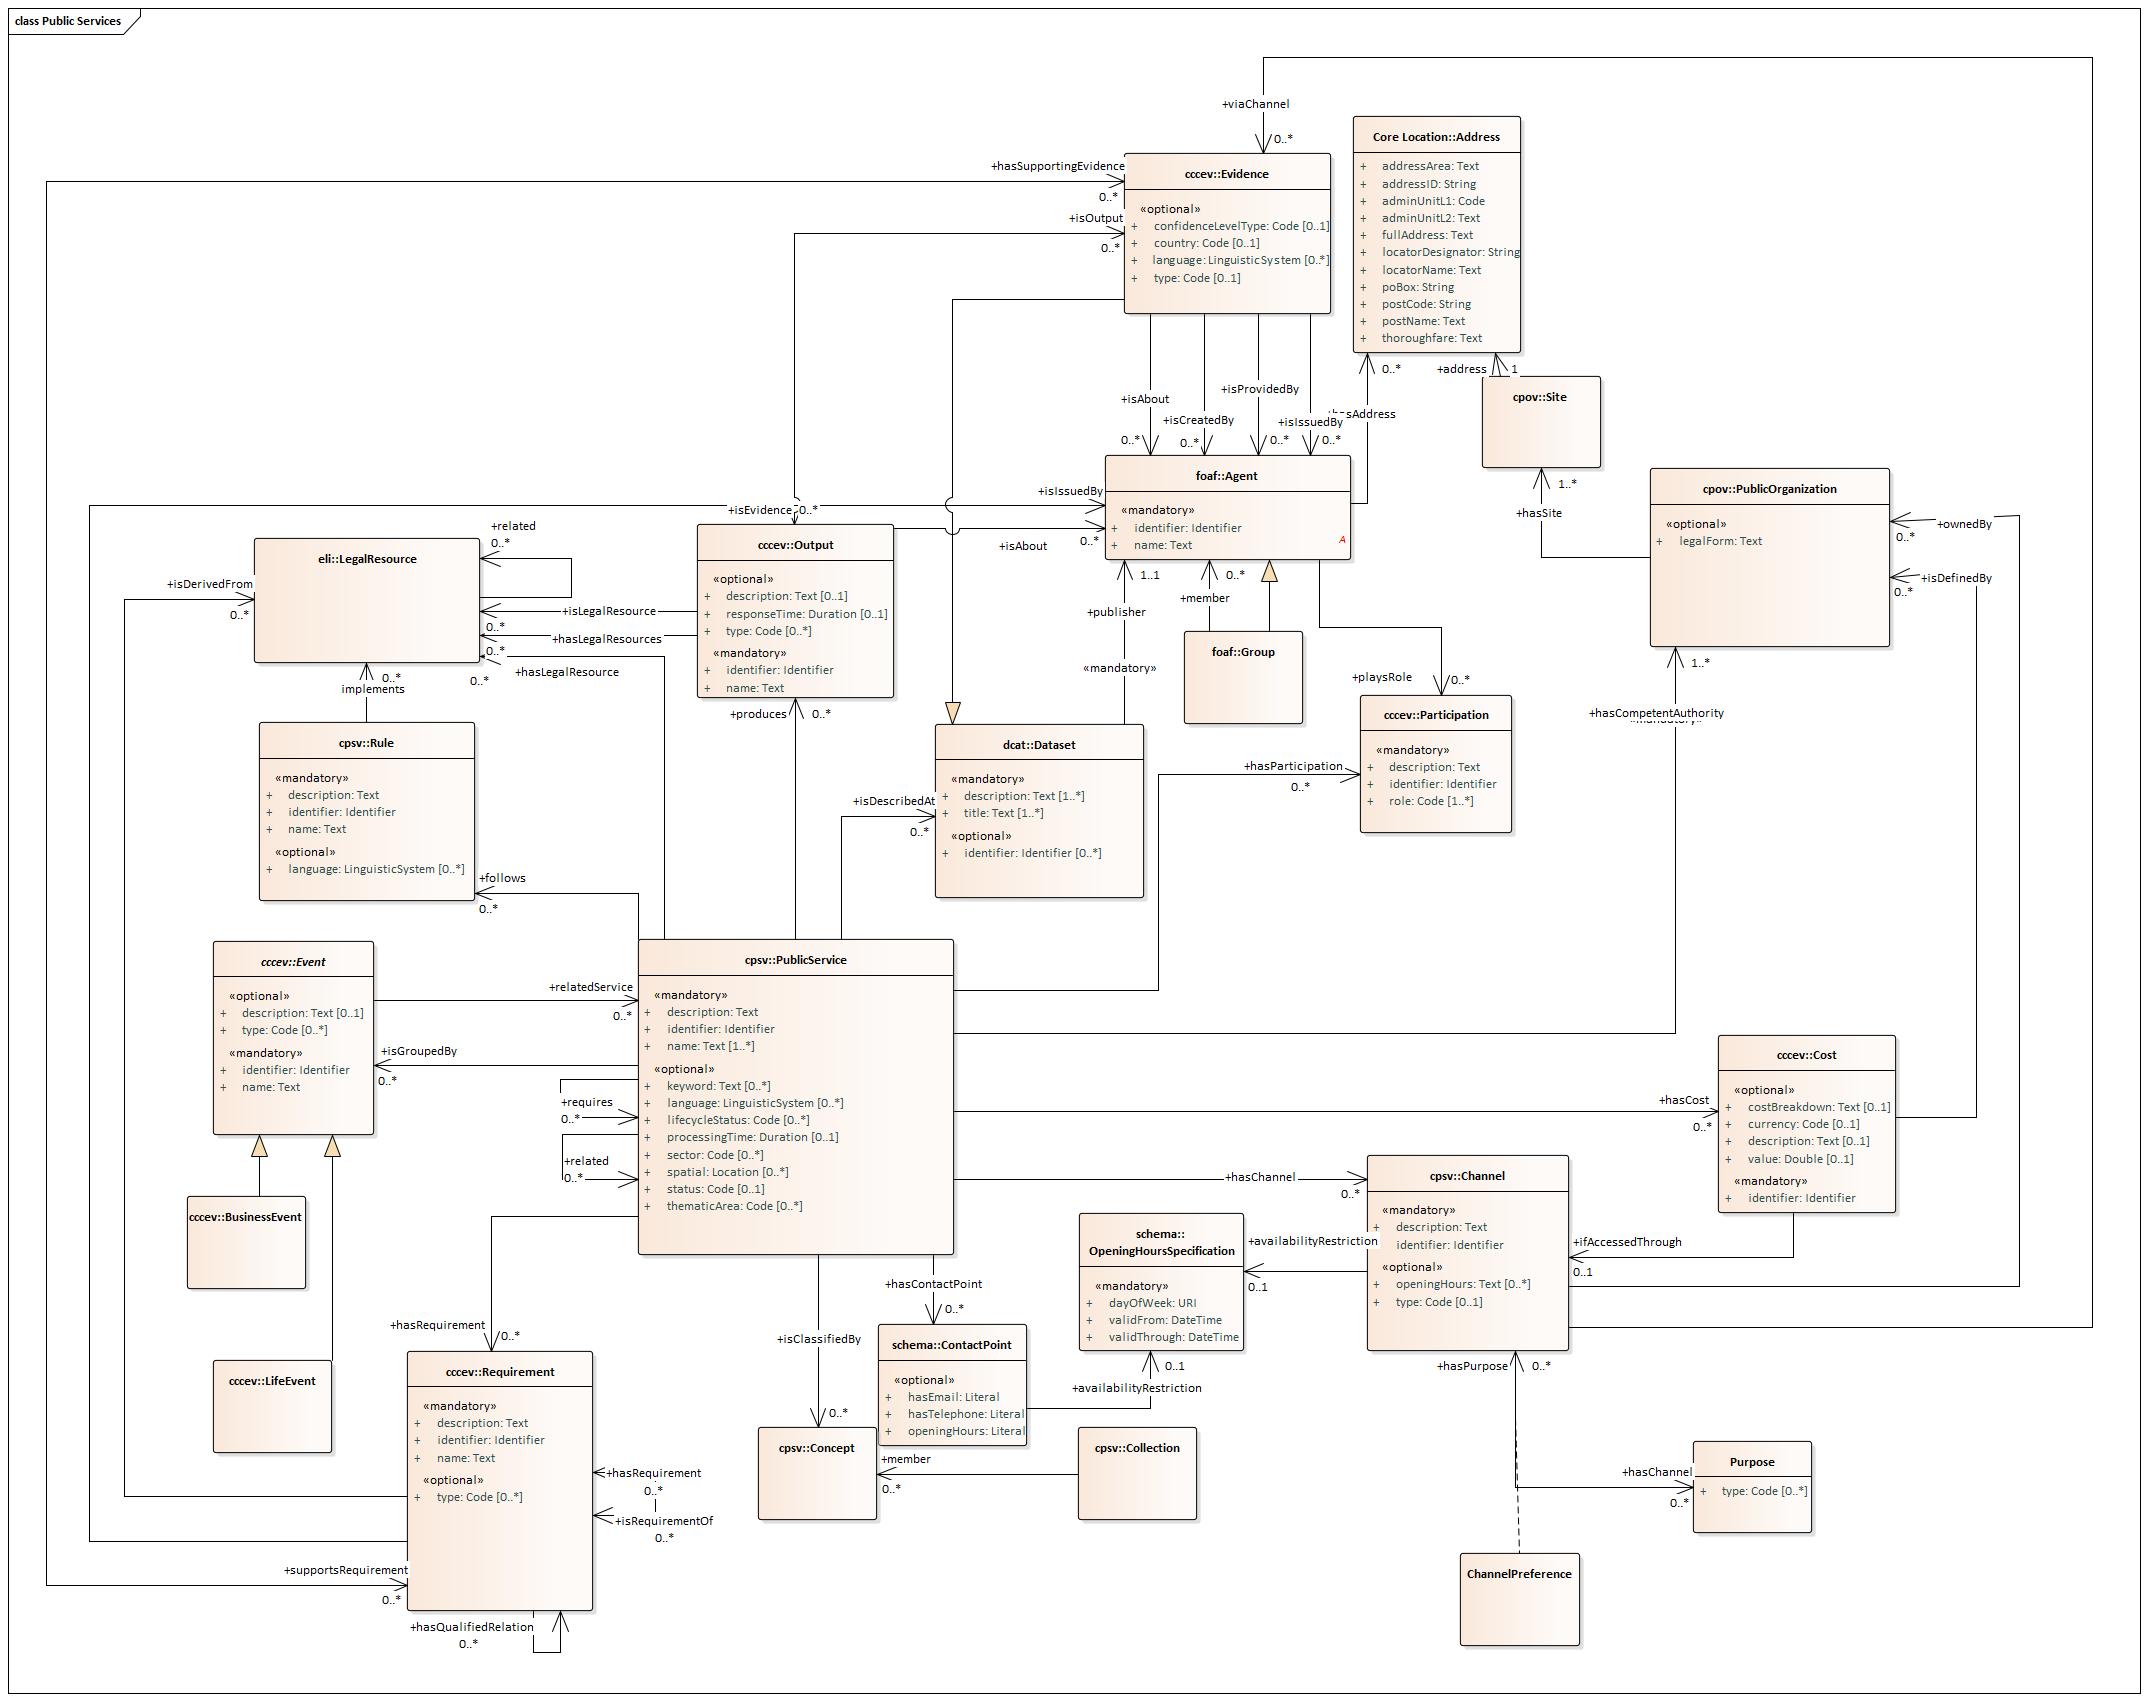 class Public Services
+viaChannel
0..*
+hasSupportingEvidence
0..*
+isOutput
0..*
cccev::Evidence
«optional»
+ confidenceLevelType: Code [0..1]
+ country: Code [0..1]
+ language: LinguisticSystem [0..*]
+ type: Code [0..1]
Core Location::Address
+ addressArea: Text
+ addressID: String
+ adminUnitL1: Code
+ adminUnitL2: Text
+ fullAddress: Text
+ locatorDesignator: String
+ locatorName: Text
+ poBox: String
+ postCode: String
+ postName: Text
+ thoroughfare: Text
0..*
+address
1
cpov::Site
+isAbout
0..*
+isCreatedBy
0..*
+isProvidedBy
0..*
+isIssuedBy
0..*
sAddress
1..*
+hasSite
foaf::Agent
«mandatory»
+ identifier: Identifier
+ name: Text
A
cpov::PublicOrganization
«optional»
+ legalForm: Text
+ownedBy
0..*
+isDefinedBy
0..*
1..*
+hasCompetentAuthority
+isIssuedBy
0..*
+isAbout
+isEvidence
0..*
cccev::Output
«optional»
+ description: Text [0..1]
+ responseTime: Duration [0..1]
+ type: Code [0..*]
«mandatory»
+ identifier: Identifier
+ name: Text
+produces
0..*
+related
0..*
eli::LegalResource
+isDerivedFrom
0..*
+isLegalResource
0..*
+hasLegalResources
0..*
+hasLegalResource
0..*
0..*
implements
1..1
+publisher
«mandatory»
0..*
+member
foaf::Group
+playsRole
0..*
cccev::Participation
«mandatory»
+ description: Text
+ identifier: Identifier
+ role: Code [1..*]
+hasParticipation
0..*
cpsv::Rule
«mandatory»
+ description: Text
+ identifier: Identifier
+ name: Text
«optional»
+ language: LinguisticSystem [0..*]
+follows
0..*
dcat::Dataset
«mandatory»
+ description: Text [1..*]
+ title: Text [1..*]
«optional»
+ identifier: Identifier [0..*]
+isDescribedAt
0..*
cccev::Event
«optional»
+ description: Text [0..1]
+ type: Code [0..*]
«mandatory»
+ identifier: Identifier
+ name: Text
+relatedService
0..*
+isGroupedBy
0..*
+requires
0..*
+related
0..*
cpsv::PublicService
«mandatory»
+ description: Text
+ identifier: Identifier
+ name: Text [1..*]
«optional»
+ keyword: Text [0..*]
+ language: LinguisticSystem [0..*]
+ lifecycleStatus: Code [0..*]
+ processingTime: Duration [0..1]
+ sector: Code [0..*]
+ spatial: Location [0..*]
+ status: Code [0..1]
+ thematicArea: Code [0..*]
+hasCost
0..*
cccev::Cost
«optional»
+ costBreakdown: Text [0..1]
+ currency: Code [0..1]
+ description: Text [0..1]
+ value: Double [0..1]
«mandatory»
+ identifier: Identifier
+hasChannel
0..*
cpsv::Channel
«mandatory»
+ description: Text
identifier: Identifier
«optional»
+ openingHours: Text [0..*]
+ type: Code [0..1]
+ifAccessedThrough
0..1
+availabilityRestriction
0..1
schema::
OpeningHoursSpecification
«mandatory»
+ dayOfWeek: URI
+ validFrom: DateTime
+ validThrough: DateTime
0..1
+availabilityRestriction
cccev::BusinessEvent
cccev::LifeEvent
+hasContactPoint
0..*
schema::ContactPoint
«optional»
+ hasEmail: Literal
+ hasTelephone: Literal
+ openingHours: Literal
+isClassifiedBy
0..*
cpsv::Concept
+member
0..*
cpsv::Collection
+hasRequirement
0..*
cccev::Requirement
«mandatory»
+ description: Text
+ identifier: Identifier
+ name: Text
«optional»
+ type: Code [0..*]
+hasRequirement
0..*
+isRequirementOf
0..*
+supportsRequirement
0..*
+hasQualifiedRelation
0..*
+hasPurpose
0..*
+hasChannel
0..*
Purpose
+ type: Code [0..*]
ChannelPreference